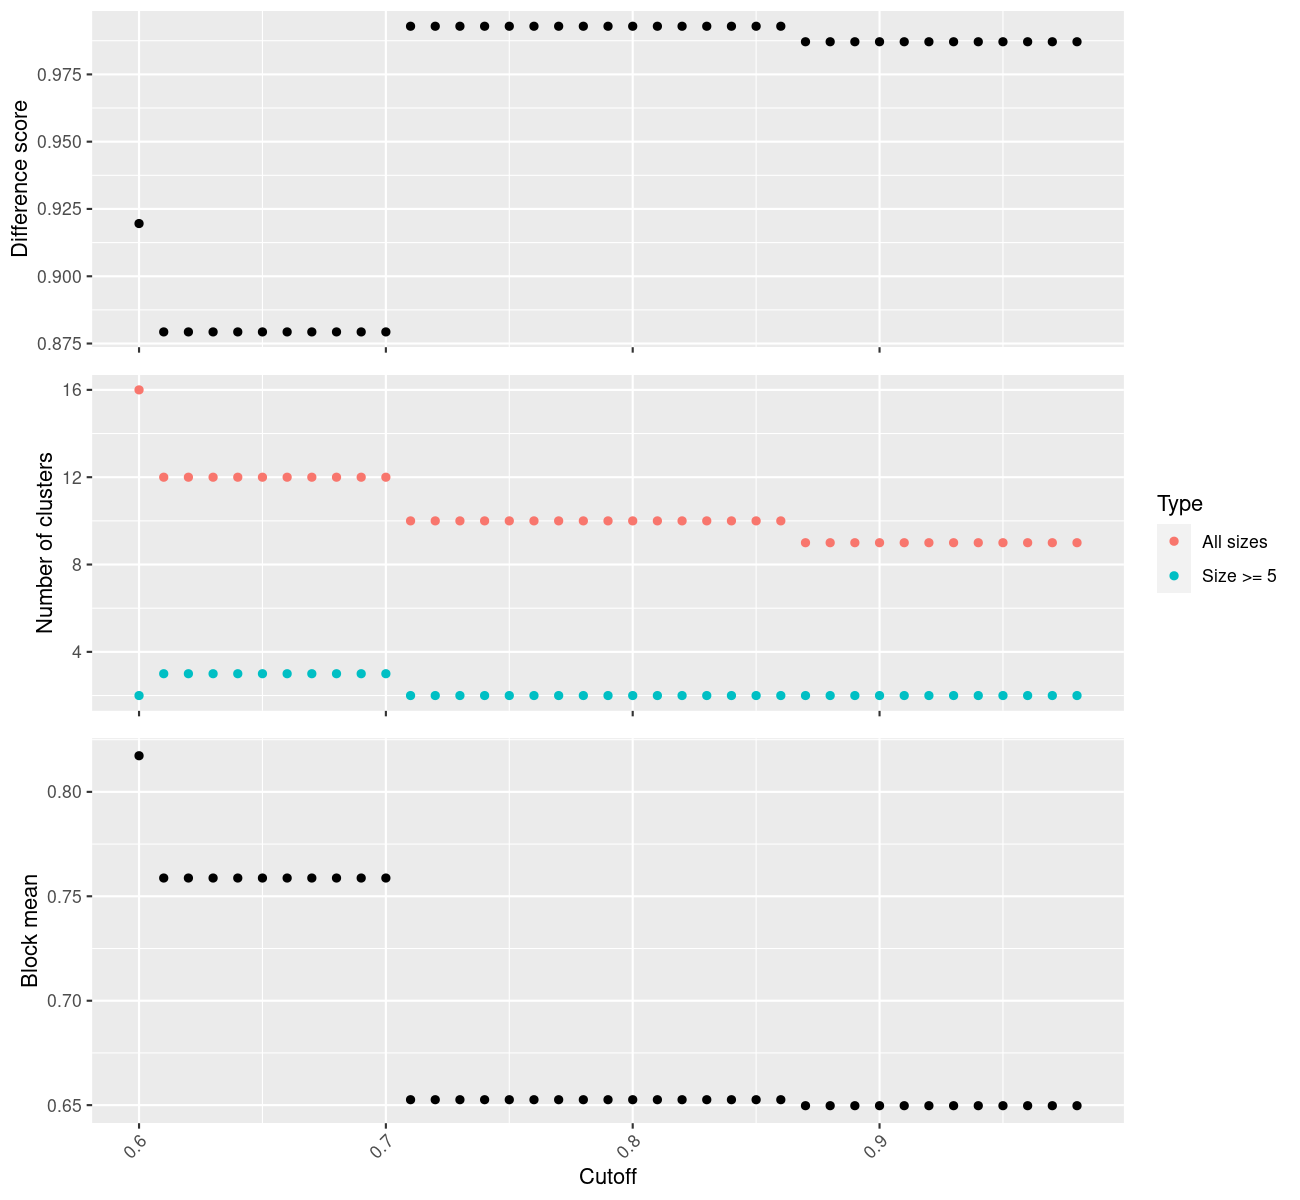 Difference score
0.975
0.950
0.925
0.900
0.875
Number of clusters
16
12
8
4
Type
All sizes
Size >= 5
Block mean
0.80
0.75
0.70
0.65
0.6
0.7
0.8
0.9
Cutoff